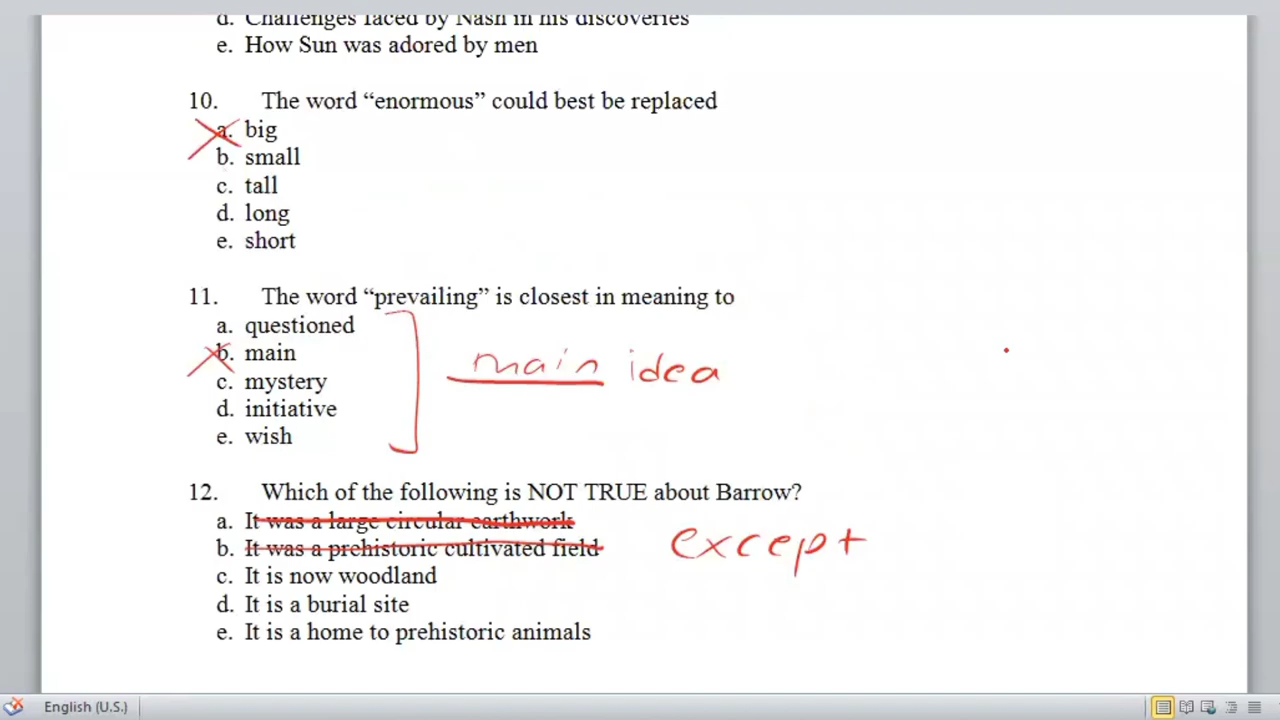 d. Challenges faced by Nash in his discoveries
e. How Sun was adored by men
10. The word “enormous” could best be replaced
a. big
b. small
c. tall
d. long
e. short
11. The word “prevailing” is closest in meaning to
a. questioned
b. main
c. mystery
d. initiative
e. wish
main idea
12. Which of the following is NOT TRUE about Barrow?
a. It was a large circular earthwork
b. It was a prehistoric cultivated field
except
c. It is now woodland
d. It is a burial site
e. It is a home to prehistoric animals
English (U.S.)